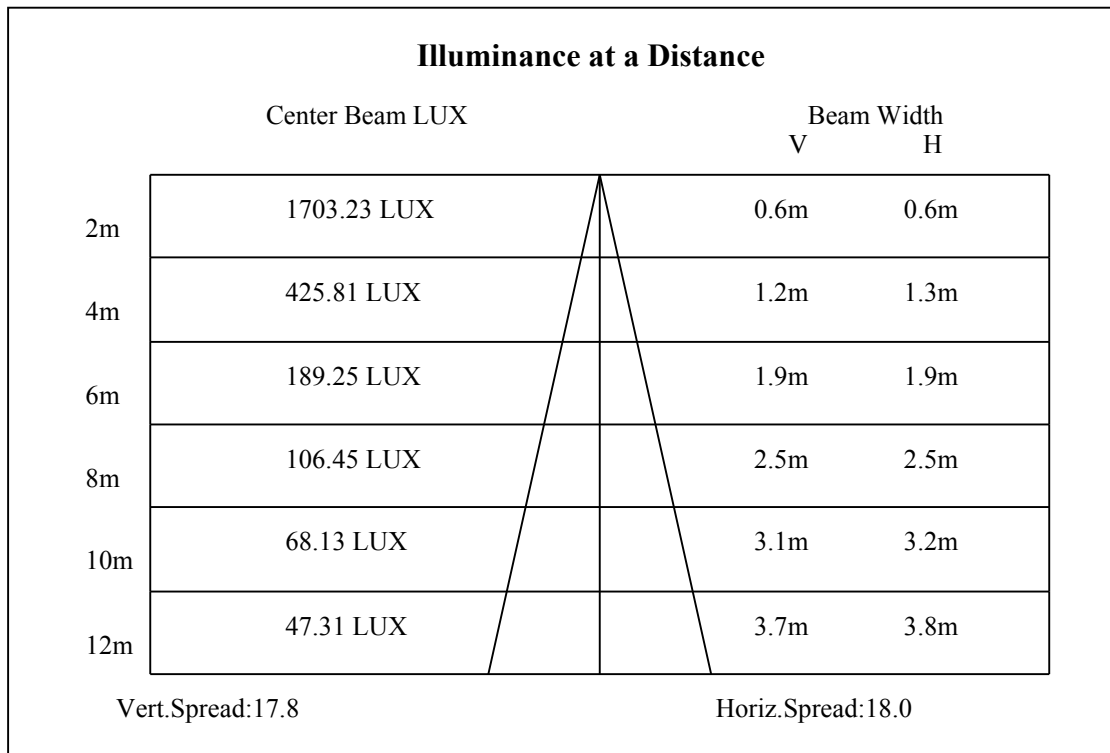 Illuminance at a Distance
Center Beam LUX Beam Width
V H
2m 1703.23 LUX 0.6m 0.6m
4m 425.81 LUX 1.2m 1.3m
6m 189.25 LUX 1.9m 1.9m
8m 106.45 LUX 2.5m 2.5m
10m 68.13 LUX 3.1m 3.2m
12m 47.31 LUX 3.7m 3.8m
Vert.Spread:17.8 Horiz.Spread:18.0